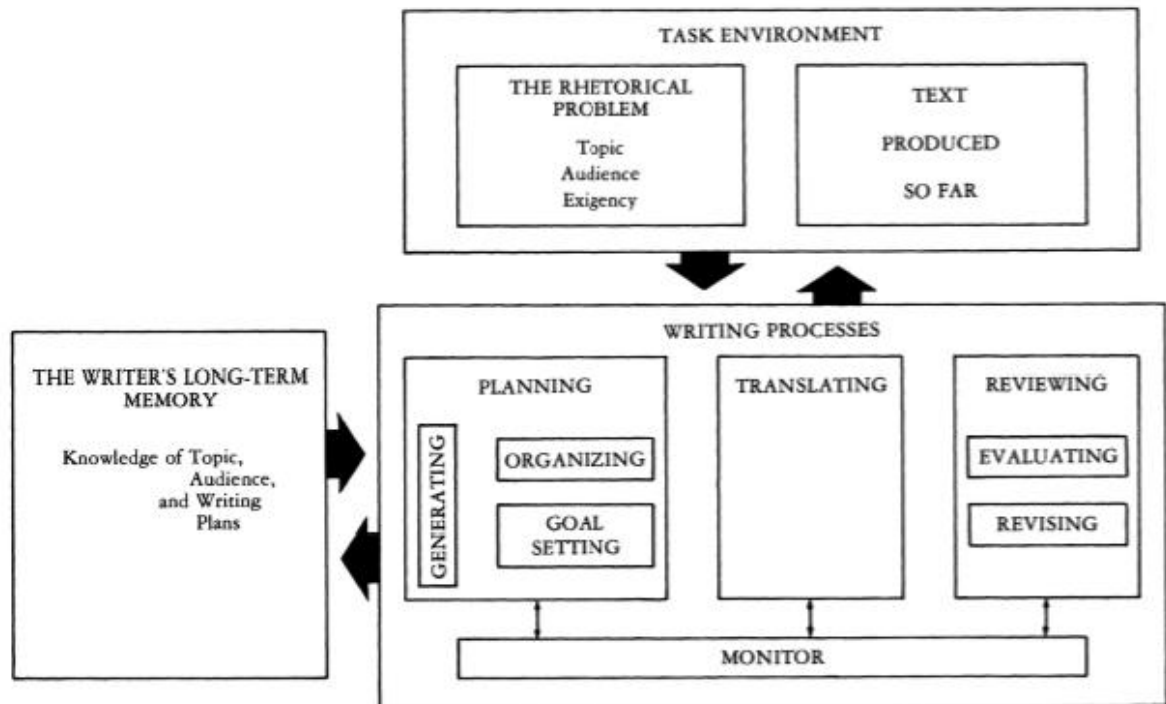 TASK ENVIRONMENT
THE RHETORICAL
PROBLEM
Topic
Audience
Exigency
TEXT
PRODUCED
SO FAR
THE WRITER'S LONG-TERM
MEMORY
Knowledge of Topic,
Audience,
and Writing
Plans
WRITING PROCESSES
PLANNING
GENERATING
ORGANIZING
GOAL
SETTING
TRANSLATING
REVIEWING
EVALUATING
REVISING
MONITOR